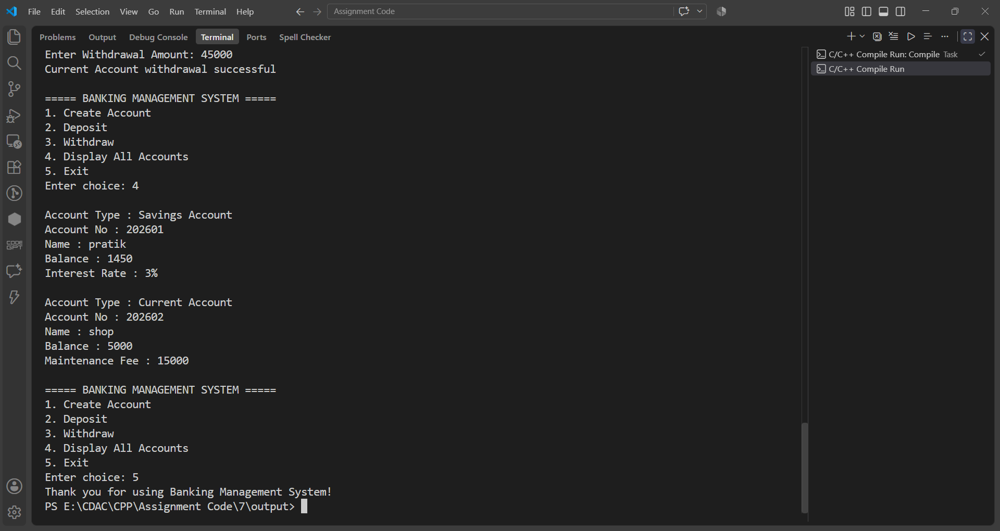 File Edit Selection View Go Run Terminal Help
Assignment Code
Problems Output Debug Console Terminal Ports Spell Checker
Enter Withdrawal Amount: 45000
Current Account withdrawal successful
===== BANKING MANAGEMENT SYSTEM =====
1. Create Account
2. Deposit
3. Withdraw
4. Display All Accounts
5. Exit
Enter choice: 4
Account Type : Savings Account
Account No : 202601
Name : pratik
Balance : 1450
Interest Rate : 3%
Account Type : Current Account
Account No : 202602
Name : shop
Balance : 5000
Maintenance Fee : 15000
===== BANKING MANAGEMENT SYSTEM =====
1. Create Account
2. Deposit
3. Withdraw
4. Display All Accounts
5. Exit
Enter choice: 5
Thank you for using Banking Management System!
PS E:\CDAC\CPP\Assignment Code\7\output>
C/C++ Compile Run: Compile Task
C/C++ Compile Run
CODE
GPT